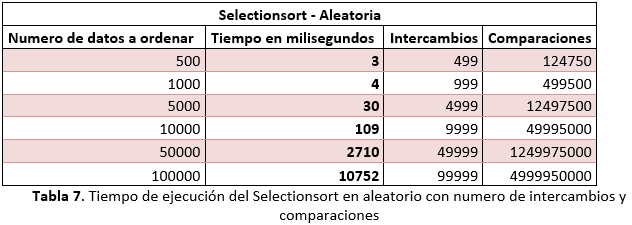 Selectionsort - Aleatoria
Numero de datos a ordenar Tiempo en milisegundos Intercambios Comparaciones
500 3 499 124750
1000 4 999 499500
5000 30 4999 12497500
10000 109 9999 49995000
50000 2710 49999 1249975000
100000 10752 99999 4999950000
Tabla 7. Tiempo de ejecución del Selectionsort en aleatorio con numero de intercambios y
comparaciones